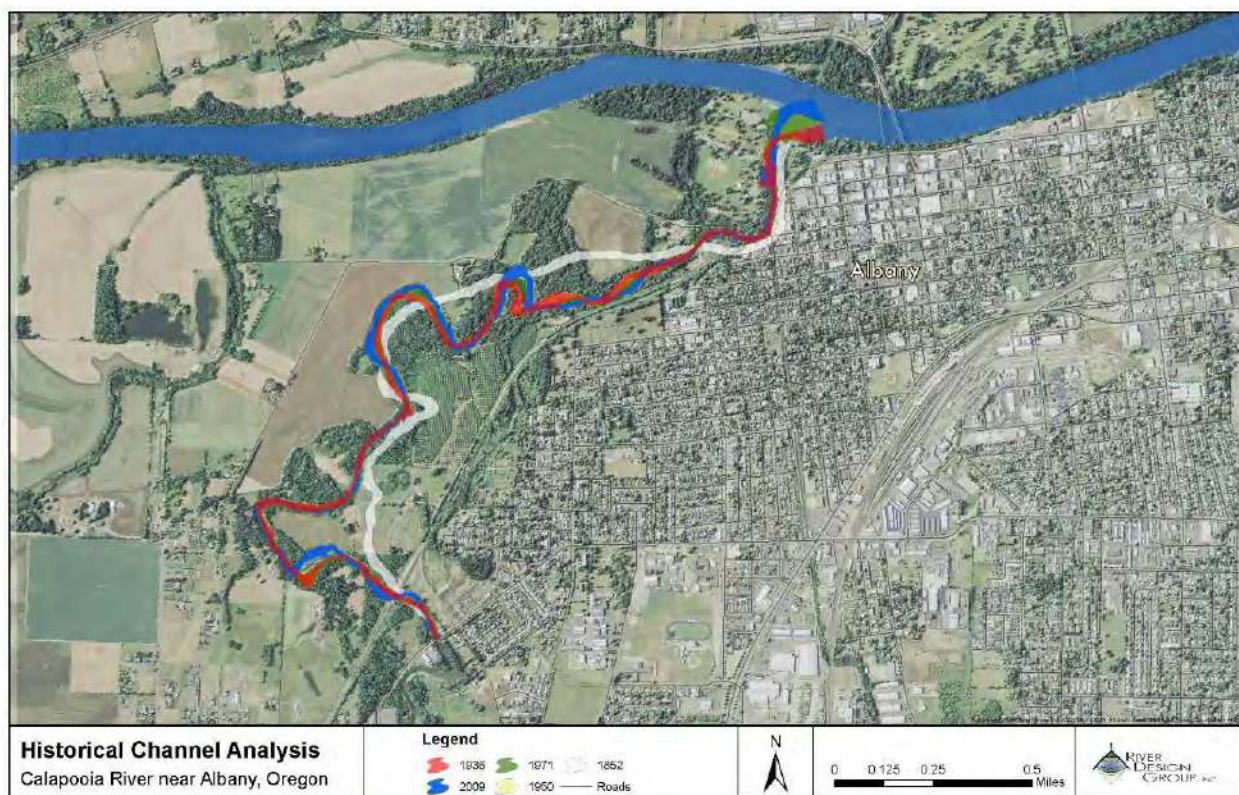 Albany
Historical Channel Analysis
Calapooia River near Albany, Oregon
Legend
1936 1971 1852
2009 1950 Roads
N
0 0.125 0.25 0.5
Miles
RIVER
DESIGN
GROUP, INC.